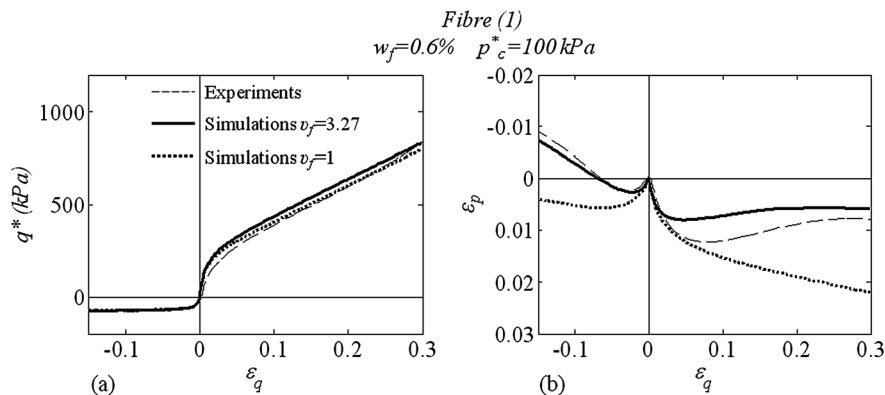 Fibre (1)
w_f=0.6% p*_c=100 kPa
1000
500
0
q* (kPa)
Experiments
Simulations υ_f=3.27
Simulations υ_f=1
-0.1 0 0.1 0.2 0.3
(a) ε_q
-0.02
-0.01
0
0.01
0.02
0.03
ε_p
-0.1 0 0.1 0.2 0.3
(b) ε_q